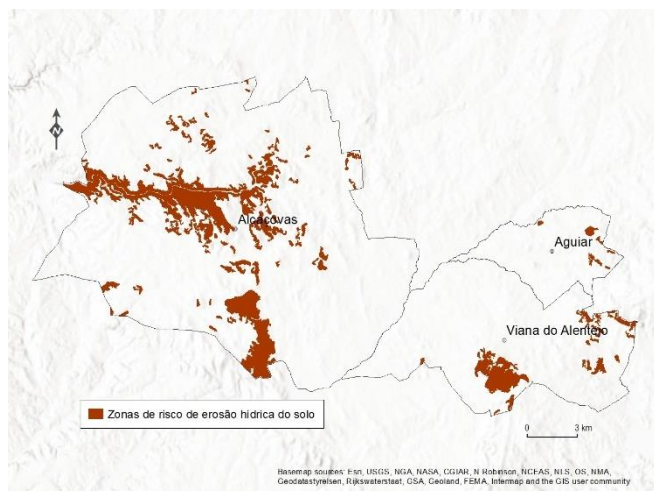 N
Alcáçovas
Aguiar
Viana do Alentejo
Zonas de risco de erosão hídrica do solo
0 3 km
Basemap sources: Esri, USGS, NGA, NASA, CGIAR, N Robinson, NCEAS, NLS, OS, NMA,
Geodatastyrelsen, Rijkswaterstaat, GSA, Geoland, FEMA, Intermap and the GIS user community